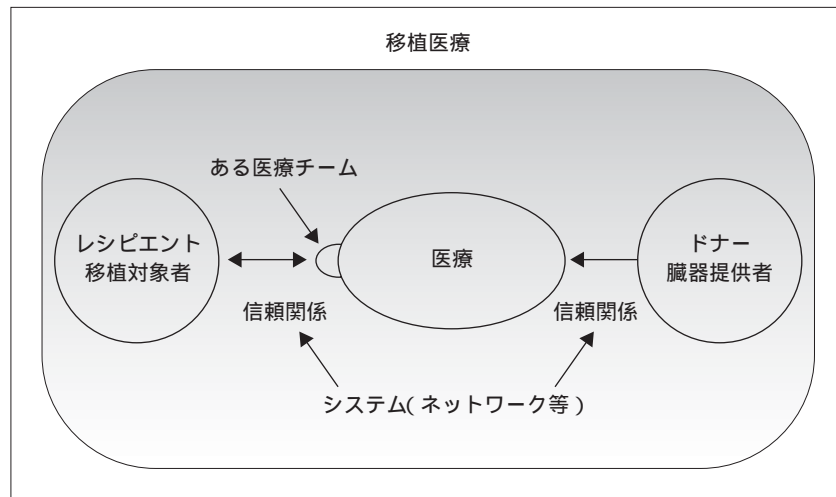 移植医療
ある医療チーム
レシピエント
移植対象者
医療
ドナー
臓器提供者
信頼関係
信頼関係
システム(ネットワーク等)